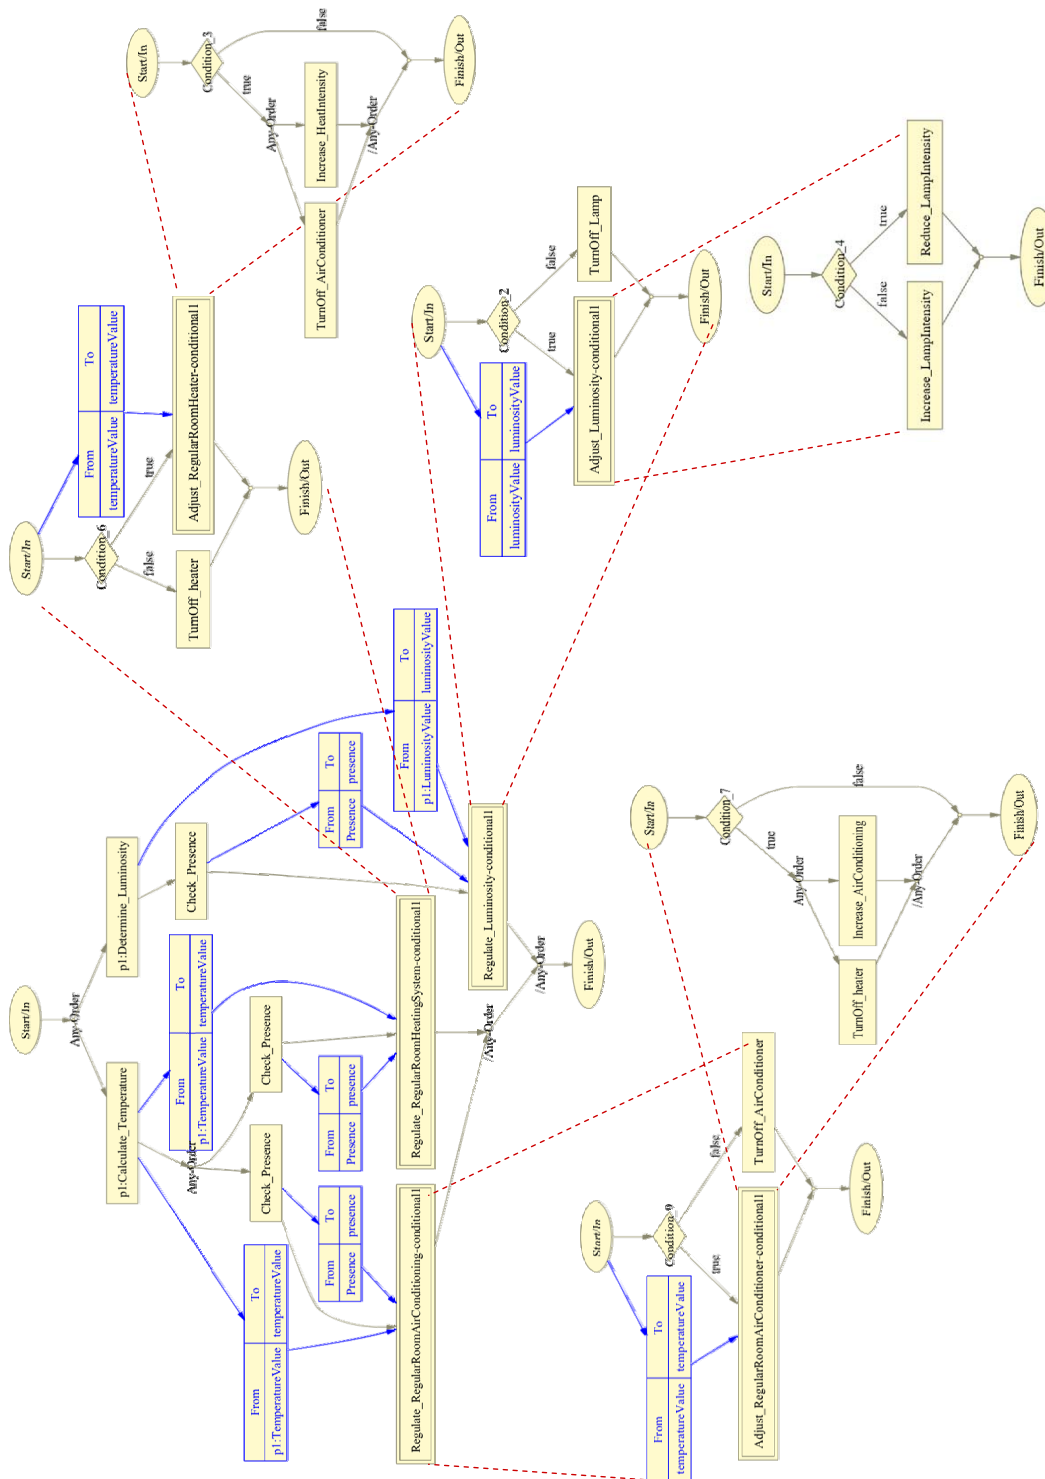 Start/In
Any-Order
p1:Calculate_Temperature
p1:Determine_Luminosity
From To
p1:TemperatureValue temperatureValue
Any-Order
Check_Presence
From To
p1:TemperatureValue temperatureValue
Check_Presence
Check_Presence
From To
Presence presence
From To
Presence presence
From To
Presence presence
From To
p1:LuminosityValue luminosityValue
Regulate_RegularRoomAirConditioning-conditional1
Regulate_RegularRoomHeatingSystem-conditional1
Regulate_Luminosity-conditional1
/Any-Order
/Any-Order
Finish/Out
Start/In
Condition_6
From To
temperatureValue temperatureValue
false
true
TurnOff_heater
Adjust_RegularRoomHeater-conditional1
Finish/Out
Start/In
Condition_3
true
false
Any-Order
TurnOff_AirConditioner
Increase_HeatIntensity
/Any-Order
Finish/Out
Start/In
Condition_2
From To
luminosityValue luminosityValue
true
false
Adjust_Luminosity-conditional1
TurnOff_Lamp
Finish/Out
Start/In
Condition_4
false
true
Increase_LampIntensity
Reduce_LampIntensity
Finish/Out
Start/In
Condition_9
From To
temperatureValue temperatureValue
true
false
Adjust_RegularRoomAirConditioner-conditional1
TurnOff_AirConditioner
Finish/Out
Start/In
Condition_7
true
false
Any-Order
TurnOff_heater
Increase_AirConditioning
/Any-Order
Finish/Out